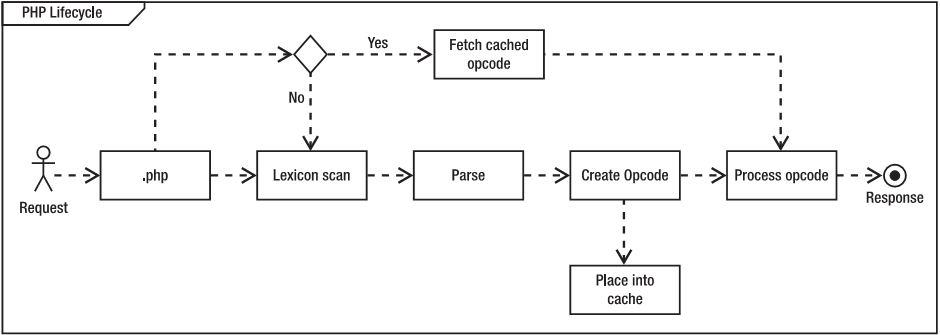 PHP Lifecycle
Yes
Fetch cached
opcode
No
Request
.php
Lexicon scan
Parse
Create Opcode
Process opcode
Response
Place into
cache